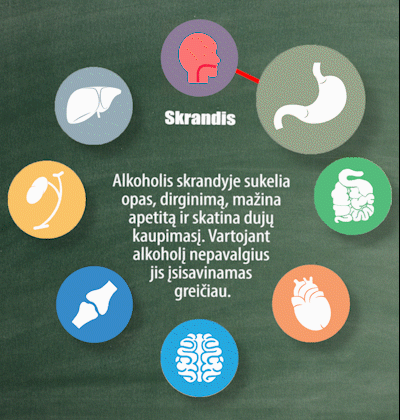 Skrandis
Alkoholis skrandyje sukelia
opas, dirginimą, mažina
apetitą ir skatina dujų
kaupimasį. Vartojant
alkoholį nepavalgius
jis įsisavinamas
greičiau.